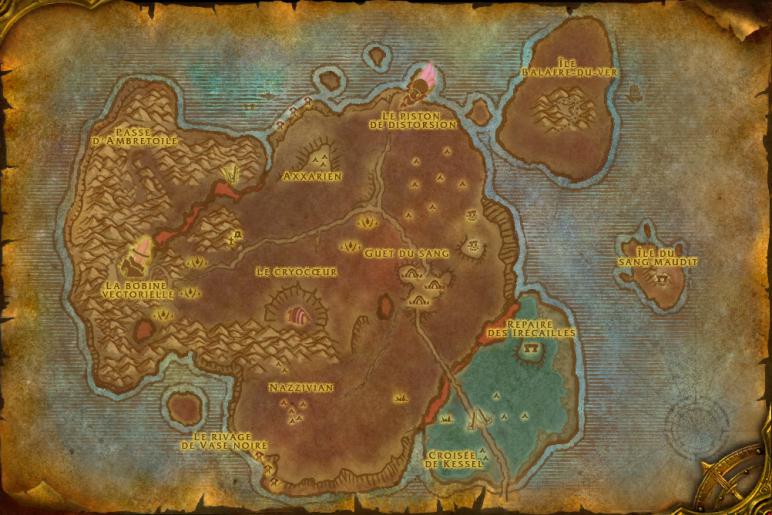 ÎLE
BALAFRE-DU-VER
LE PISTON
DE DISTORSION
PASSE
D'AMBRETOILE
AXXARIEN
GUET DU SANG
ÎLE DU
SANG MAUDIT
LE CRYOCŒUR
LA BOBINE
VECTORIELLE
REPAIRE
DES IRÉCAILLES
NAZZIVIAN
LE RIVAGE
DE VASE NOIRE
CROISÉE
DE KESSEL